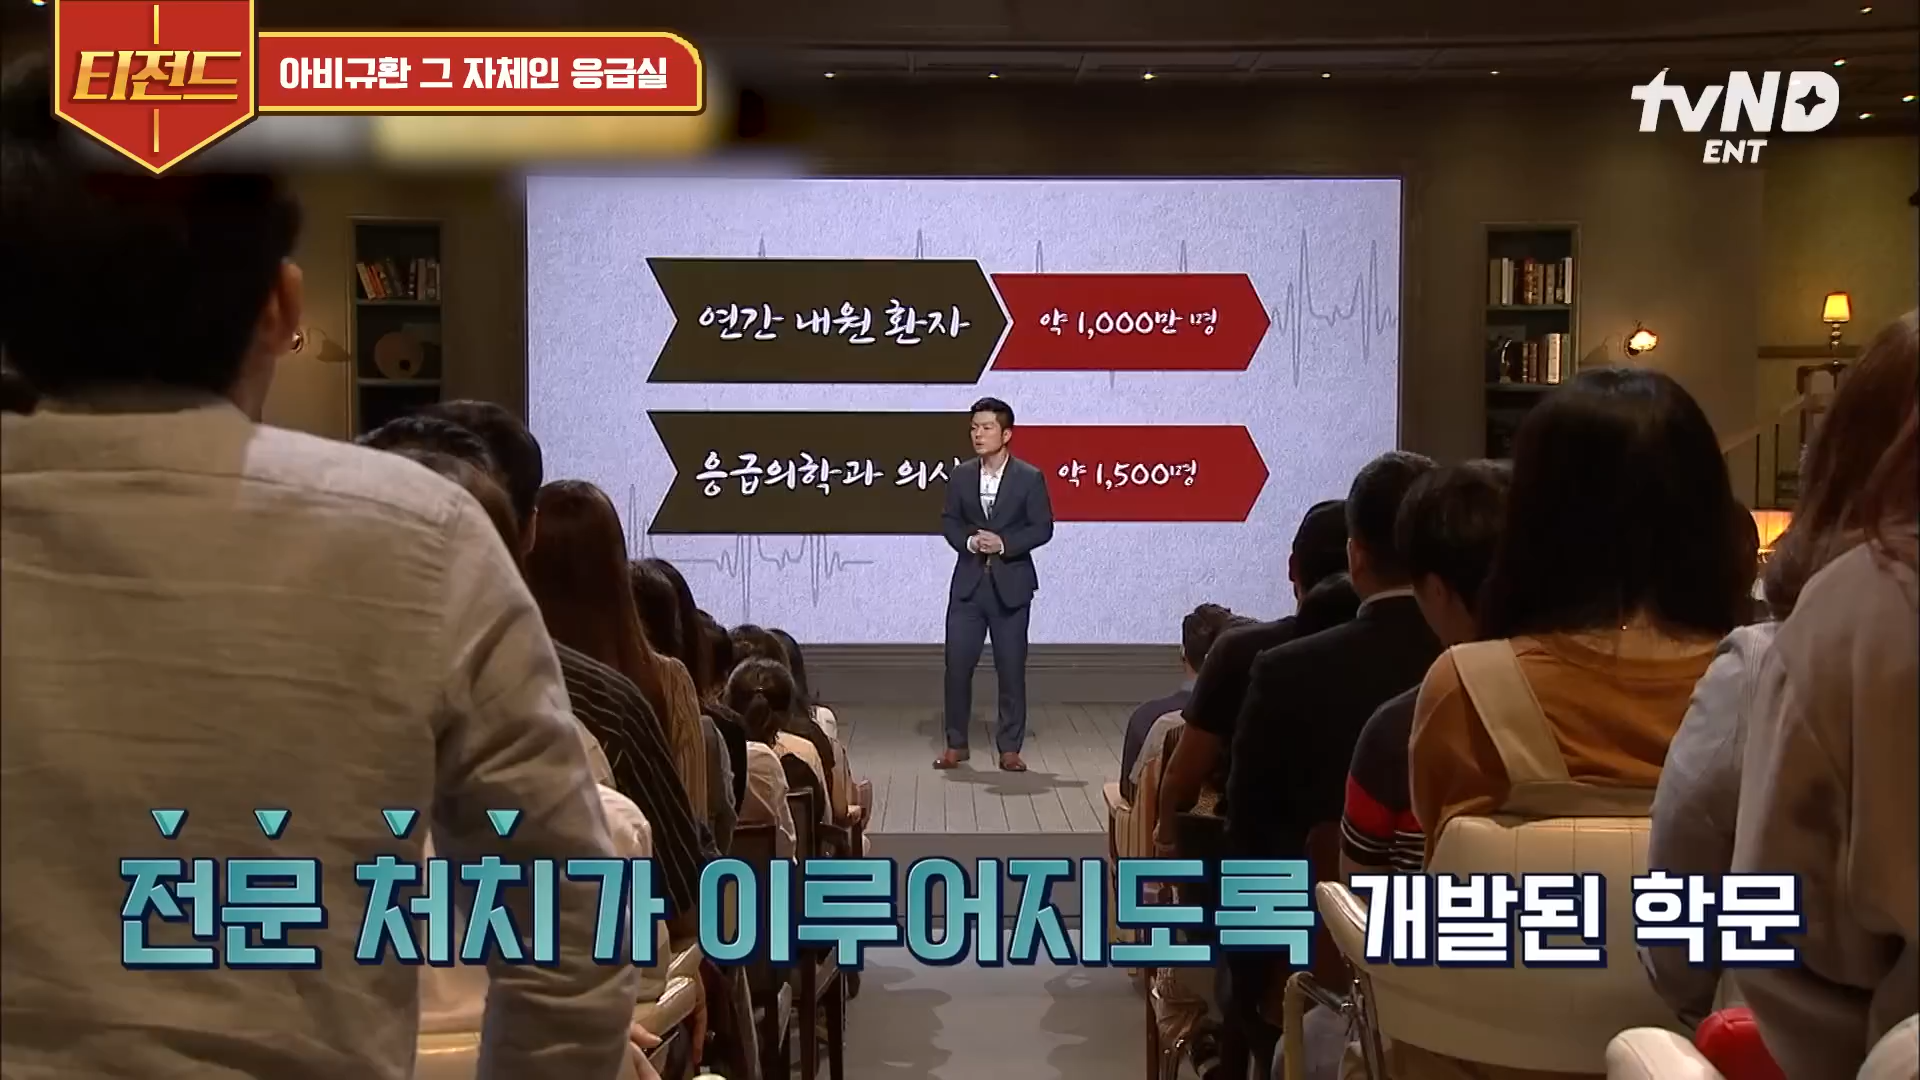 티전드
아비규환 그 자체인 응급실
tvND
ENT
연간 내원 환자
약 1,000만 명
응급의학과 의사
약 1,500명
전문 처치가 이루어지도록 개발된 학문